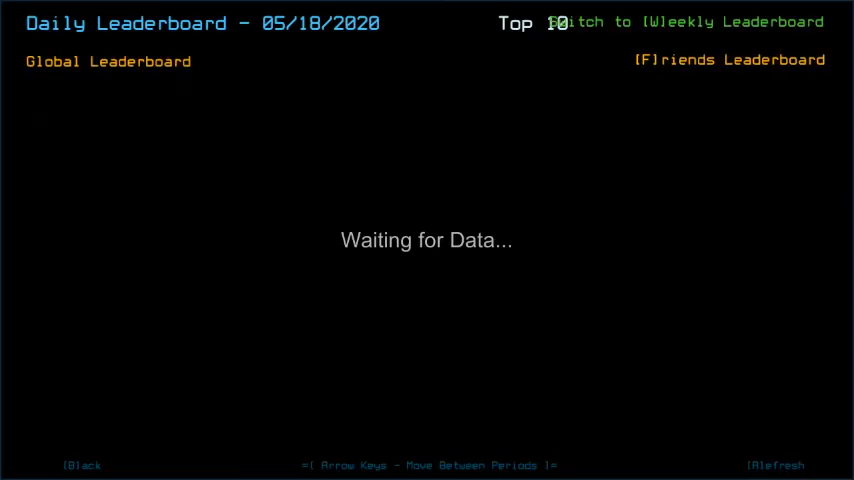 Daily Leaderboard - 05/18/2020
Top 10
Switch to [W]eekly Leaderboard
Global Leaderboard
[F]riends Leaderboard
Waiting for Data...
[B]ack
=[ Arrow Keys - Move Between Periods ]=
[R]efresh